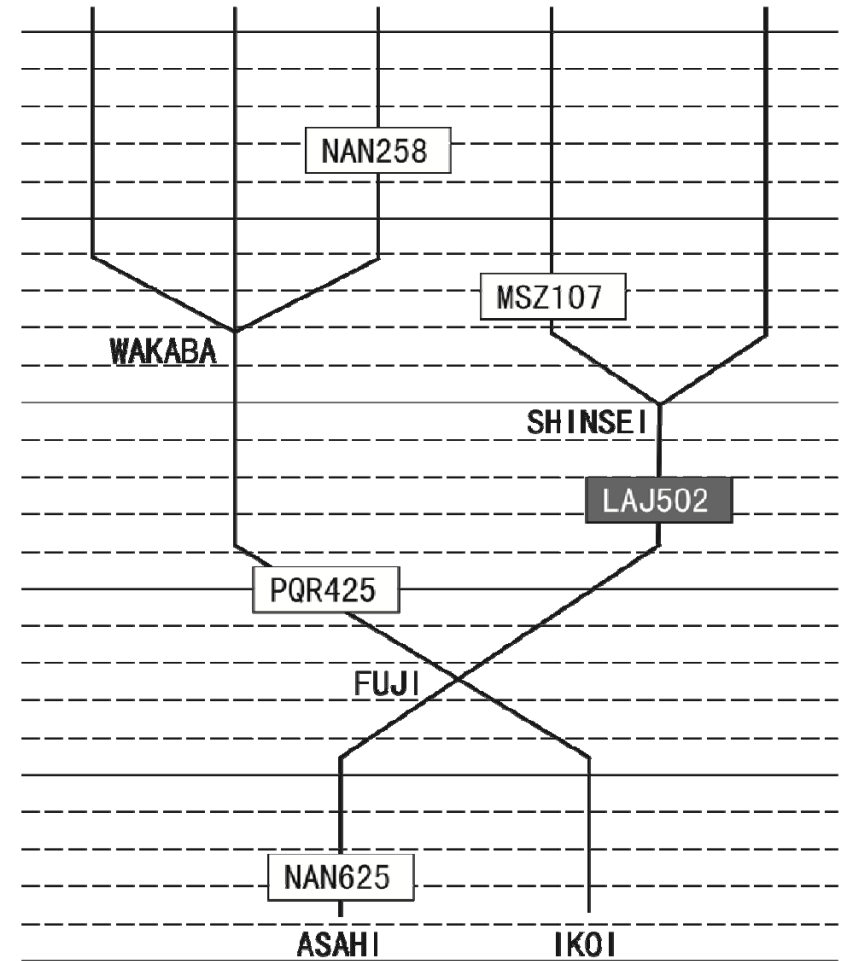 NAN258
MSZ107
WAKABA
SHINSEI
LAJ502
PQR425
FUJI
NAN625
ASAHI
IKOI